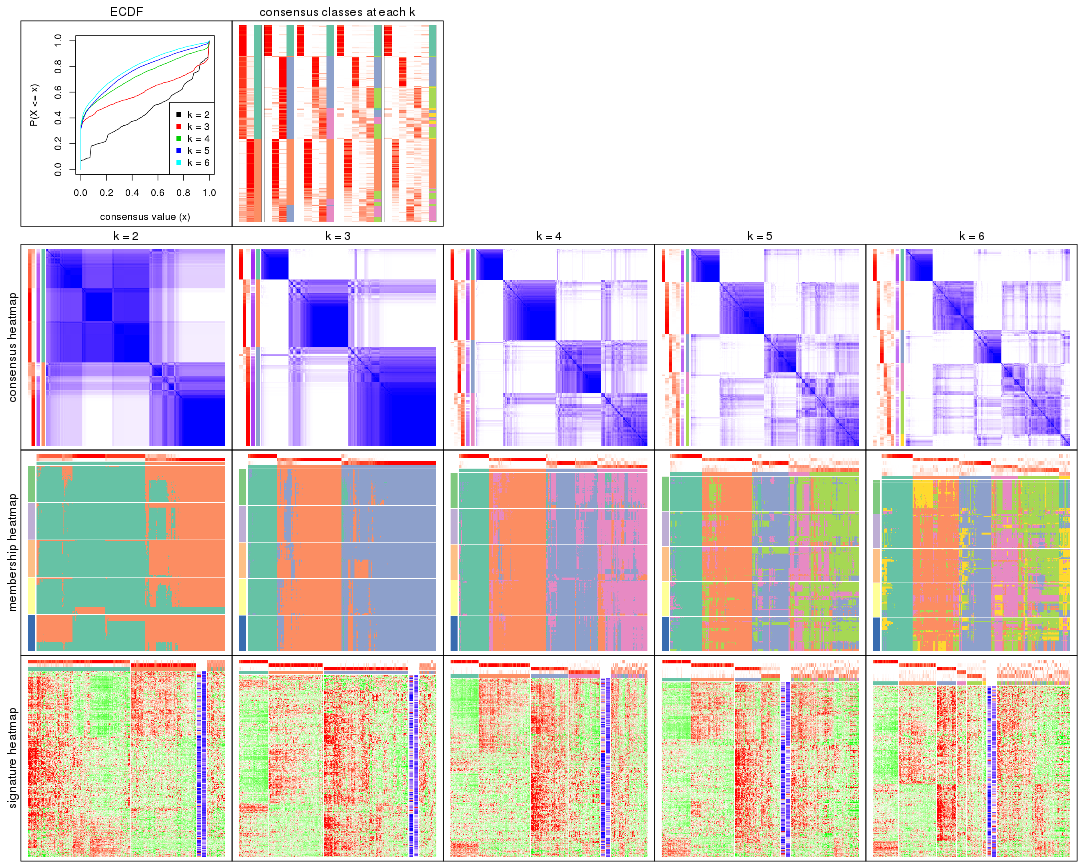 ECDF
consensus classes at each k
P(X <= x)
0.0 0.2 0.4 0.6 0.8 1.0
k = 2
k = 3
k = 4
k = 5
k = 6
0.0 0.2 0.4 0.6 0.8 1.0
consensus value (x)
k = 2 k = 3 k = 4 k = 5 k = 6
consensus heatmap
membership heatmap
signature heatmap